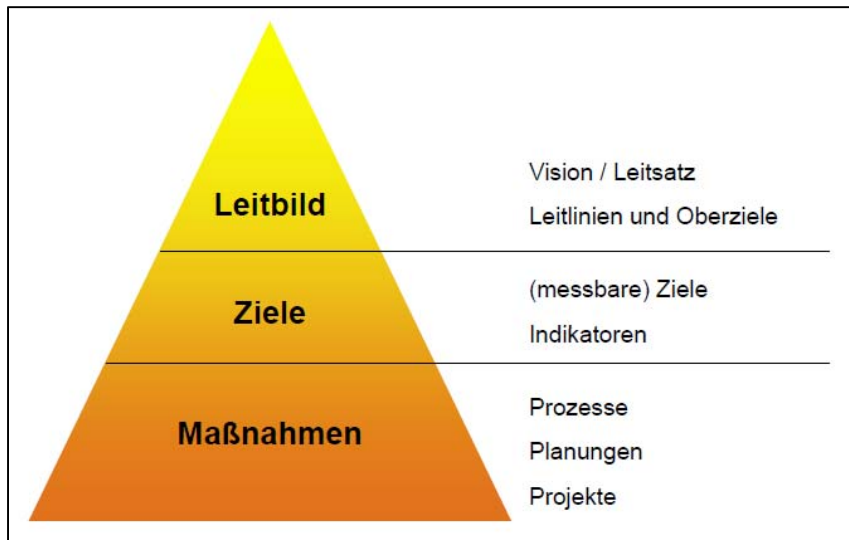 Leitbild
Vision / Leitsatz
Leitlinien und Oberziele
Ziele
(messbare) Ziele
Indikatoren
Maßnahmen
Prozesse
Planungen
Projekte